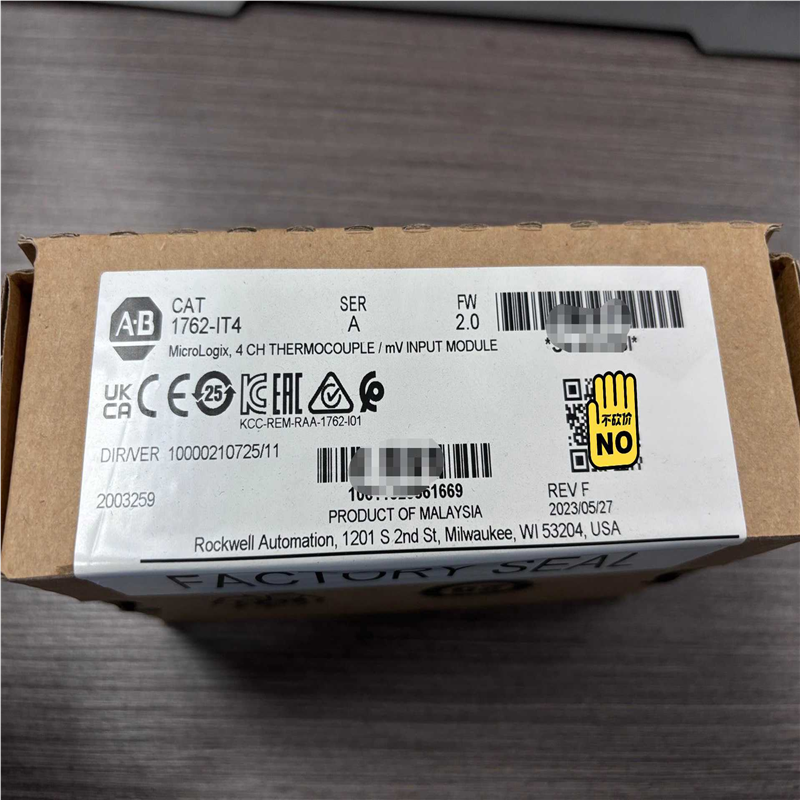 A·B
CAT
1762-IT4
SER
A
FW
2.0
MicroLogix, 4 CH THERMOCOUPLE / mV INPUT MODULE
UK
CA
CE
25
KC
EAC
KCC-REM-RAA-1762-I01
不砍价
NO
DIR/VER 10000210725/11
2003259
REV F
2023/05/27
PRODUCT OF MALAYSIA
Rockwell Automation, 1201 S 2nd St, Milwaukee, WI 53204, USA
FACTORY SEAL